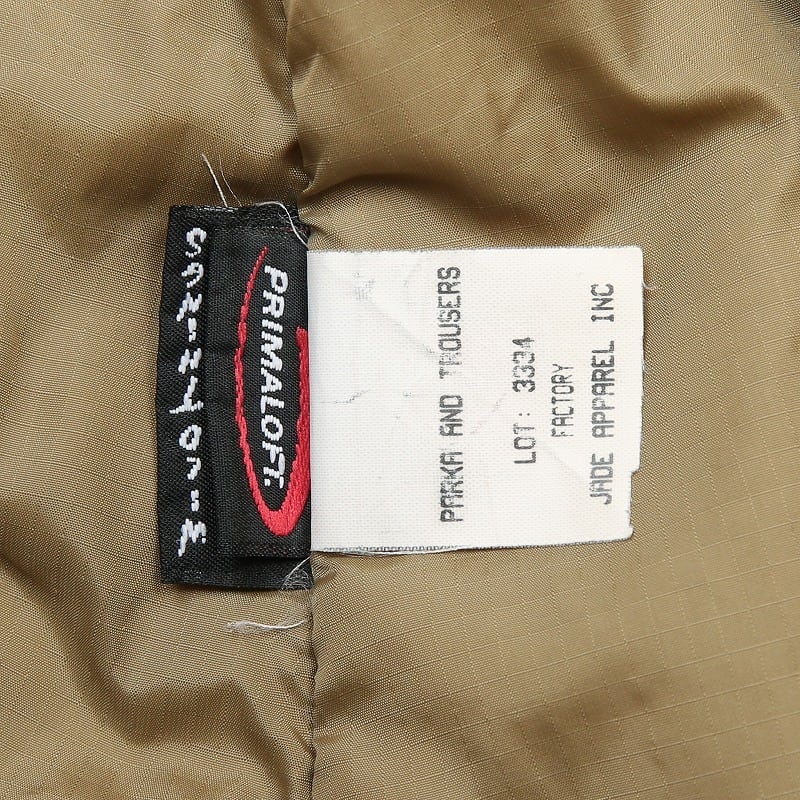 PRIMALOFT.
PARKA AND TROUSERS
LOT: 3334
FACTORY
JADE APPAREL INC